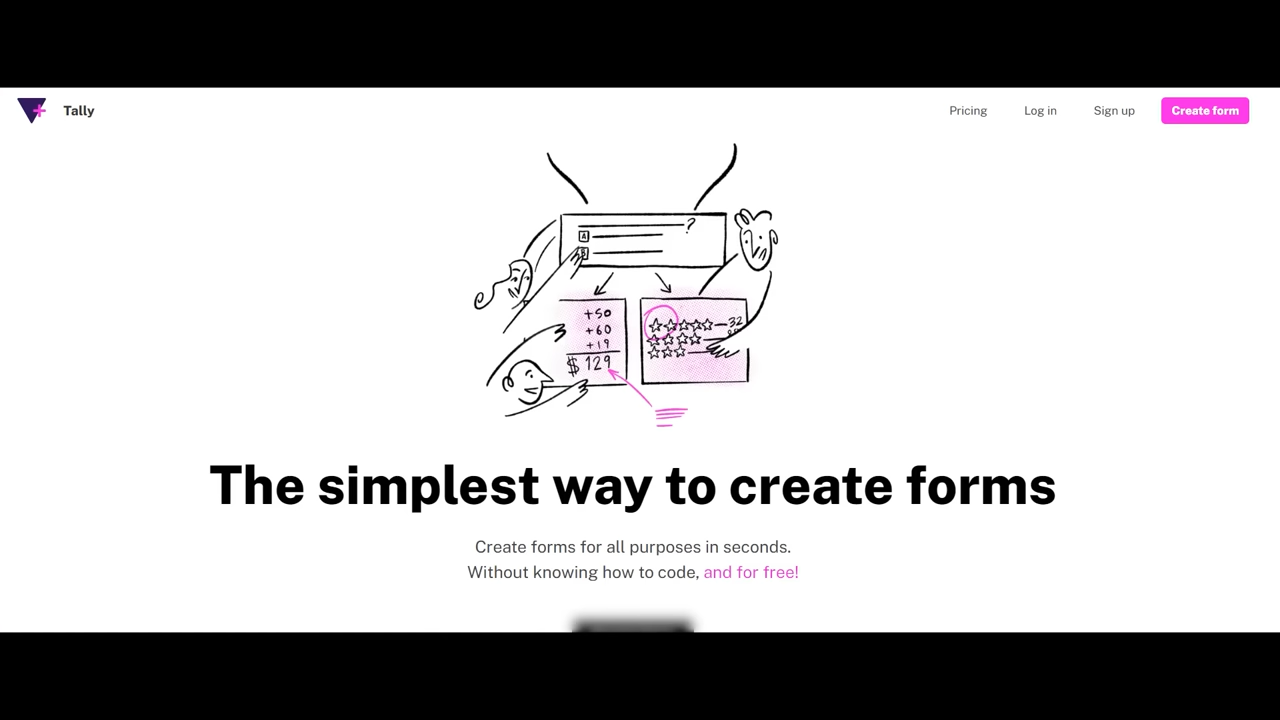 Tally
Pricing
Log in
Sign up
Create form
?
A
B
+50
+60
+19
$129
32
The simplest way to create forms
Create forms for all purposes in seconds.
Without knowing how to code, and for free!